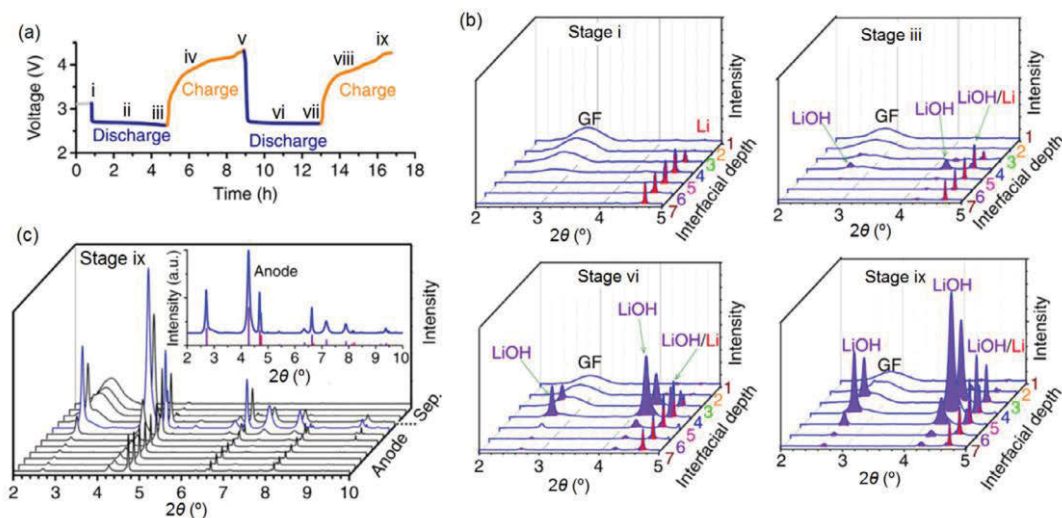 (a)
Voltage (V)
4
3
2
i
ii
iii
iv
v
vi
vii
viii
ix
Discharge
Charge
Discharge
Charge
0 2 4 6 8 10 12 14 16 18
Time (h)
(b)
Stage i
GF
Li
Intensity
1
2
3
4
5
6
7
Interfacial depth
2 3 4 5
2θ (º)
Stage iii
LiOH
GF
LiOH
LiOH/Li
Intensity
1
2
3
4
5
6
7
Interfacial depth
2 3 4 5
2θ (º)
(c)
Stage ix
Intensity (a.u.)
Anode
2 3 4 5 6 7 8 9 10
2θ (º)
Intensity
Sep.
Anode
2 3 4 5 6 7 8 9 10
2θ (º)
Stage vi
LiOH
GF
LiOH
LiOH/Li
Intensity
1
2
3
4
5
6
7
Interfacial depth
2 3 4 5
2θ (º)
Stage ix
LiOH
GF
LiOH
LiOH/Li
Intensity
1
2
3
4
5
6
7
Interfacial depth
2 3 4 5
2θ (º)